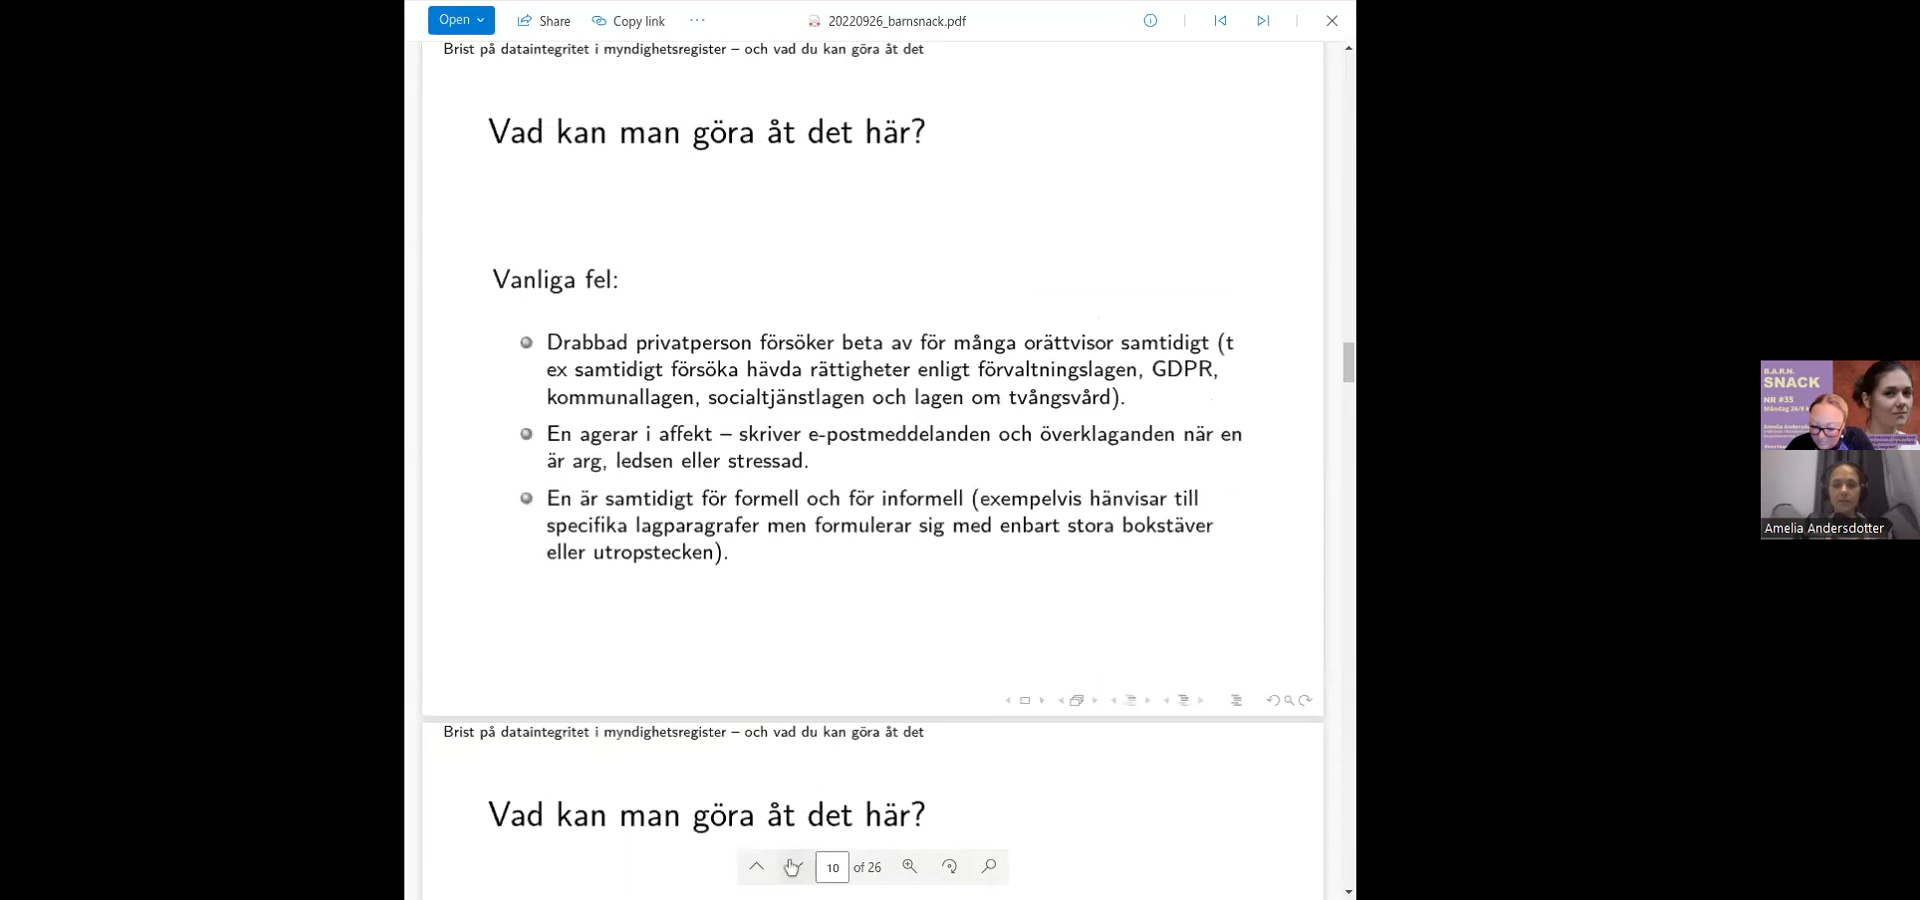 Open
Share
Copy link
20220926_barnsnack.pdf
Brist på dataintegritet i myndighetsregister – och vad du kan göra åt det
Vad kan man göra åt det här?
Vanliga fel:
Drabbad privatperson försöker beta av för många orättvisor samtidigt (t
ex samtidigt försöka hävda rättigheter enligt förvaltningslagen, GDPR,
kommunallagen, socialtjänstlagen och lagen om tvångsvård).
En agerar i affekt – skriver e-postmeddelanden och överklaganden när en
är arg, ledsen eller stressad.
En är samtidigt för formell och för informell (exempelvis hänvisar till
specifika lagparagrafer men formulerar sig med enbart stora bokstäver
eller utropstecken).
Brist på dataintegritet i myndighetsregister – och vad du kan göra åt det
Vad kan man göra åt det här?
10 of 26
B.A.R.N.
SNACK
NR #35
Måndag 26/9
Amelia Andersdotter